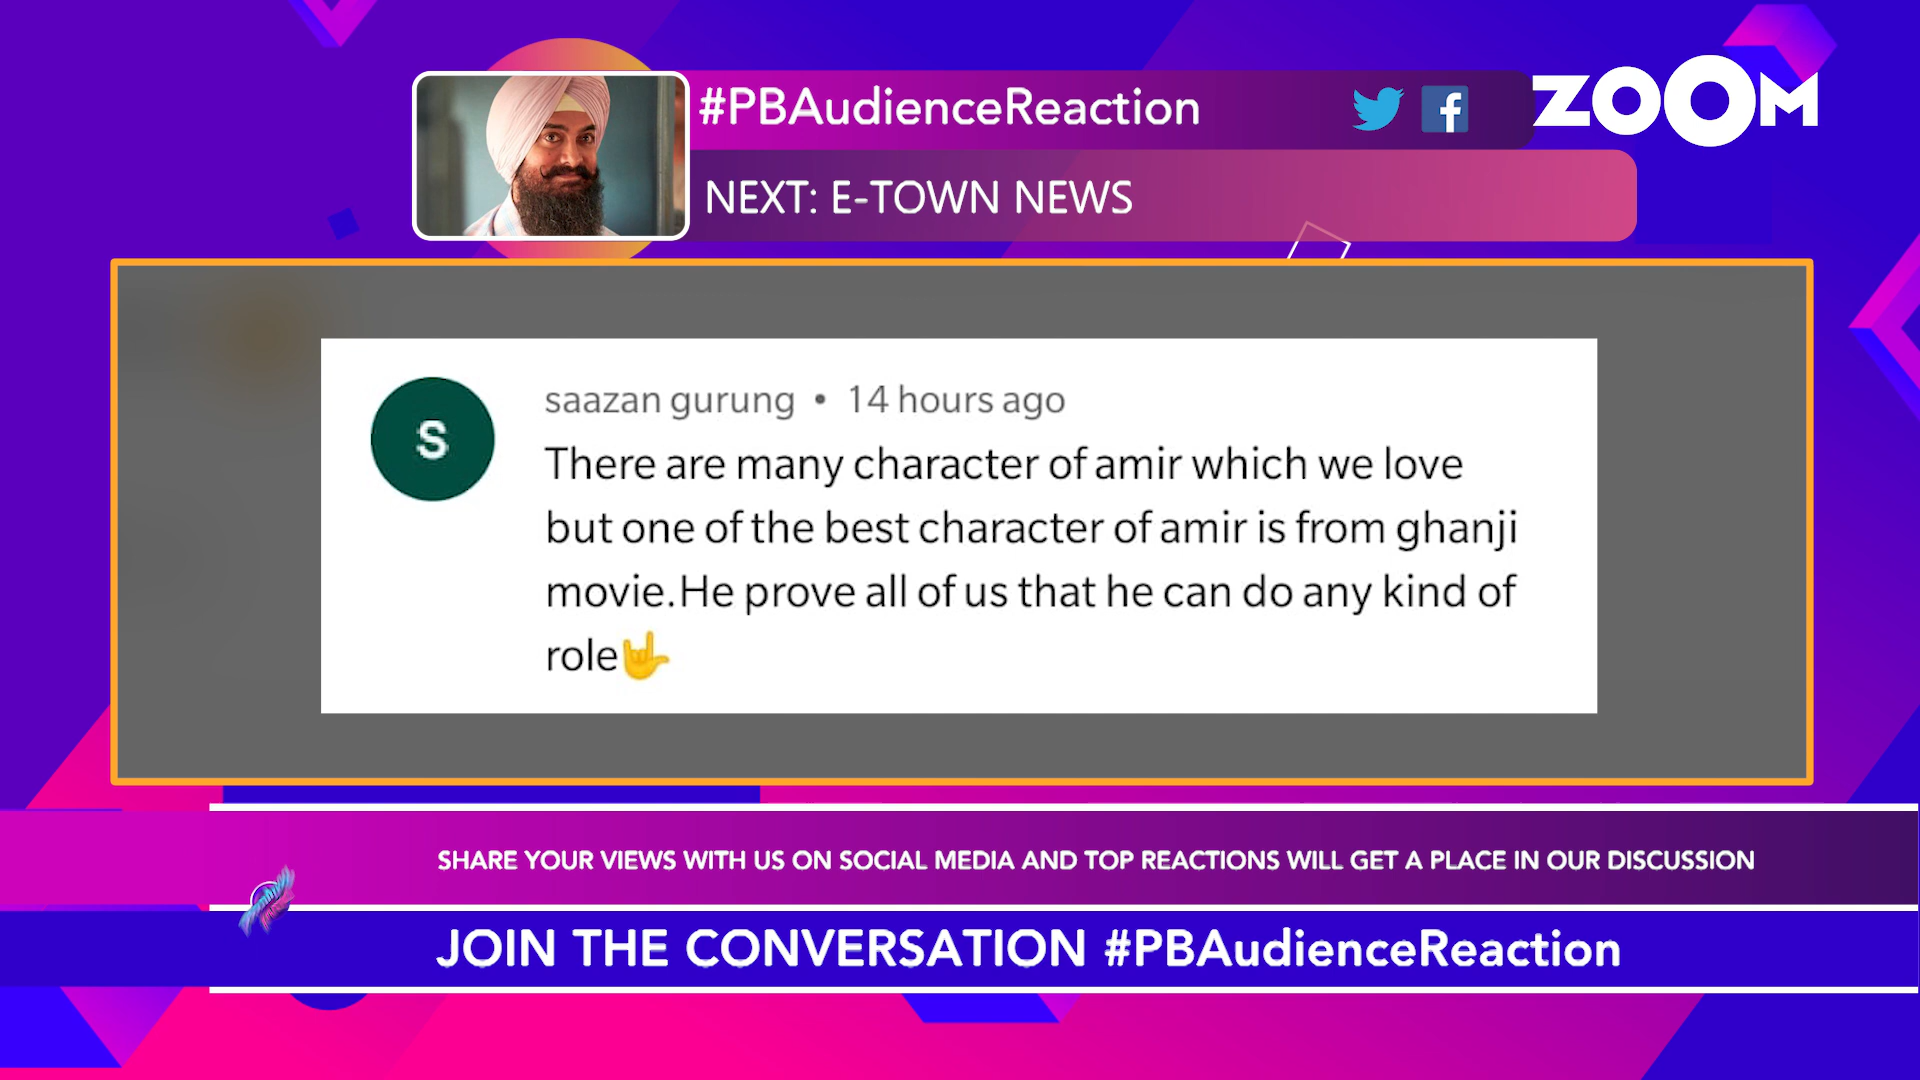 #PBAudienceReaction
ZOOM
NEXT: E-TOWN NEWS
S
saazan gurung • 14 hours ago
There are many character of amir which we love
but one of the best character of amir is from ghanji
movie.He prove all of us that he can do any kind of
role🤟
SHARE YOUR VIEWS WITH US ON SOCIAL MEDIA AND TOP REACTIONS WILL GET A PLACE IN OUR DISCUSSION
JOIN THE CONVERSATION #PBAudienceReaction